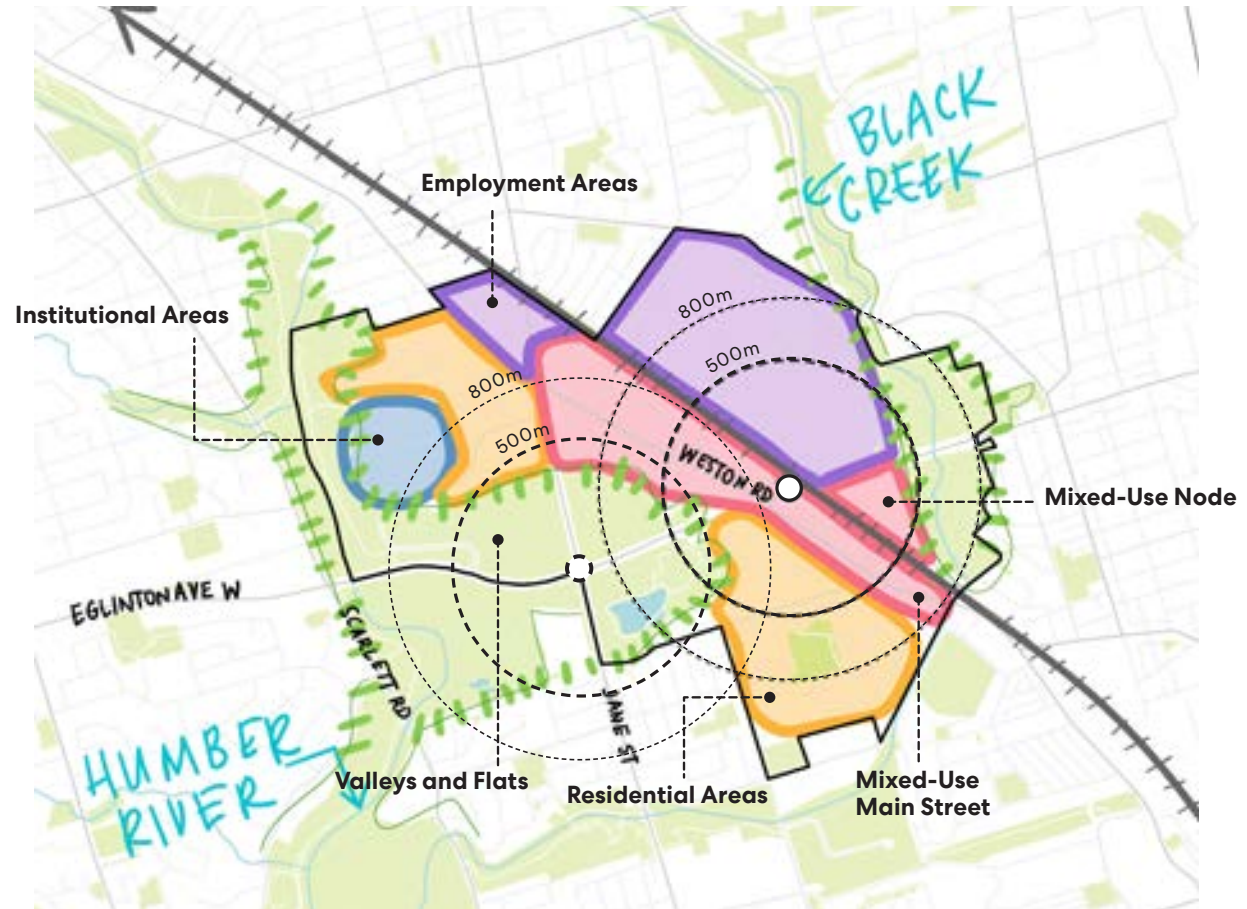 BLACK
CREEK
Employment Areas
800m
Institutional Areas
500m
800m
500m
WESTON RD
Mixed-Use Node
EGLINTON AVE W
SCARLETT RD
JANE ST
HUMBER
RIVER
Valleys and Flats
Residential Areas
Mixed-Use
Main Street